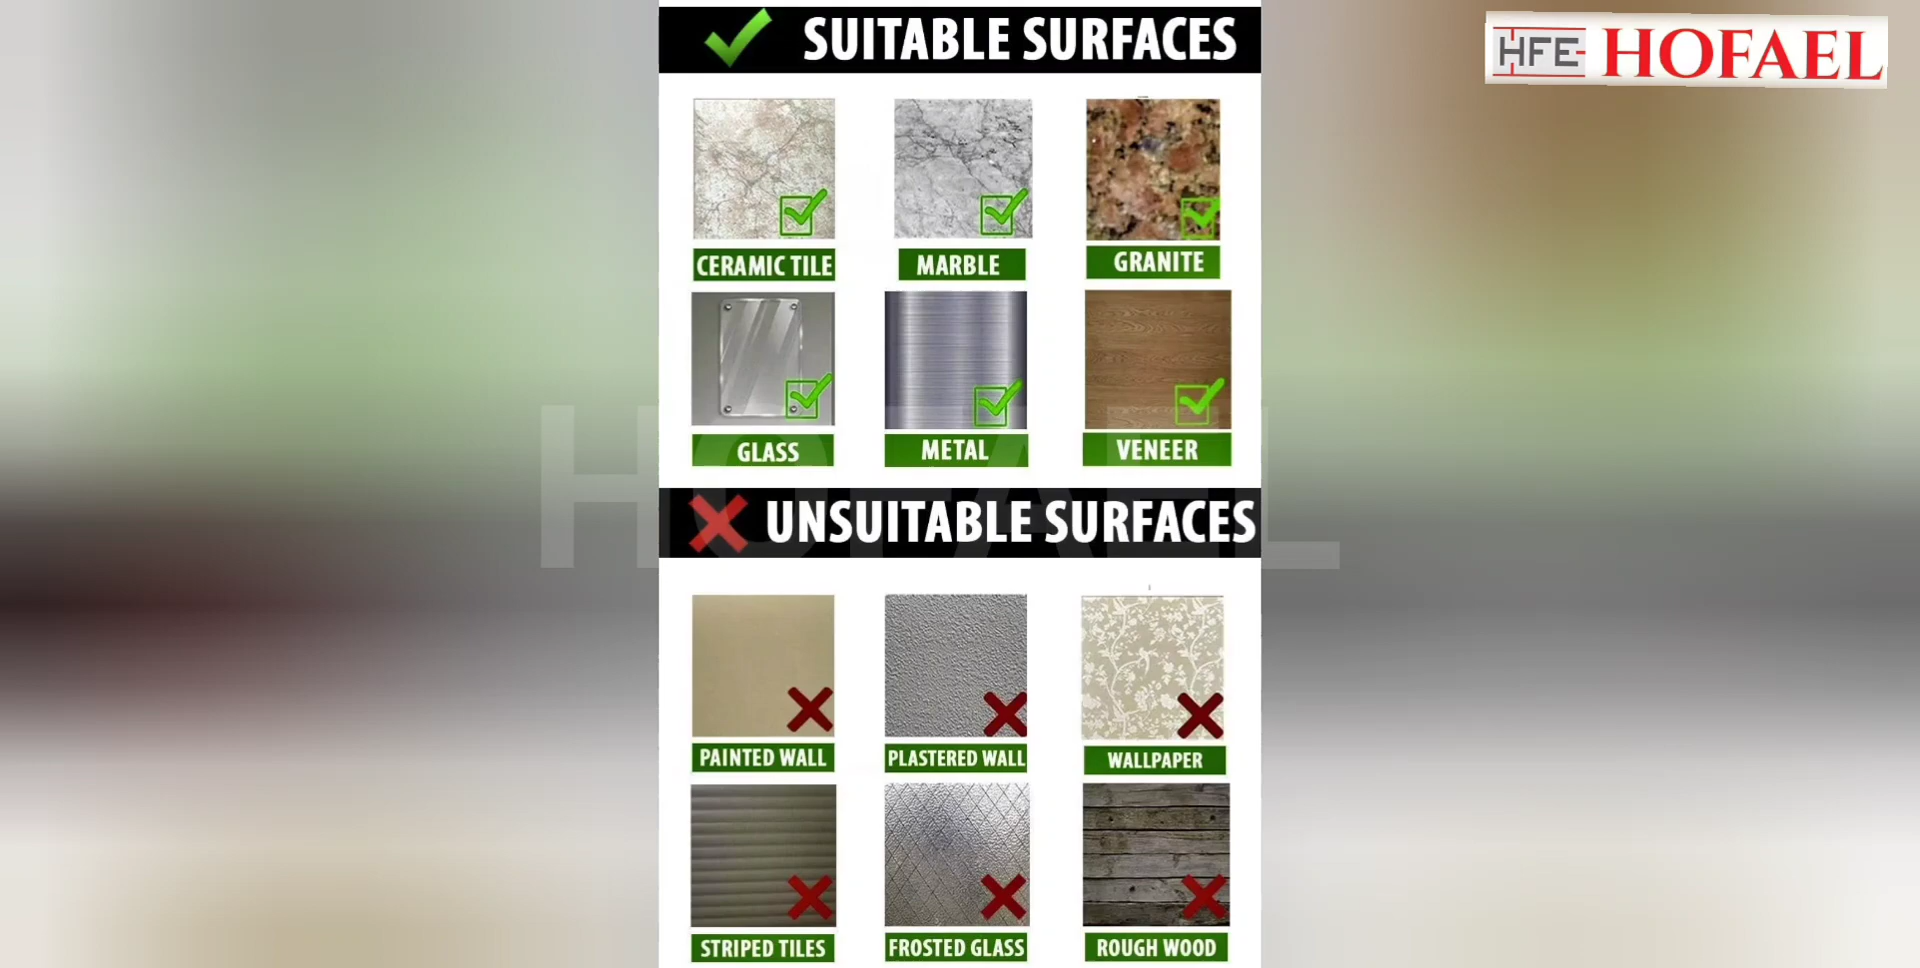 SUITABLE SURFACES
HFE HOFAEL
CERAMIC TILE
MARBLE
GRANITE
GLASS
METAL
VENEER
HOFAEL
UNSUITABLE SURFACES
PAINTED WALL
PLASTERED WALL
WALLPAPER
STRIPED TILES
FROSTED GLASS
ROUGH WOOD